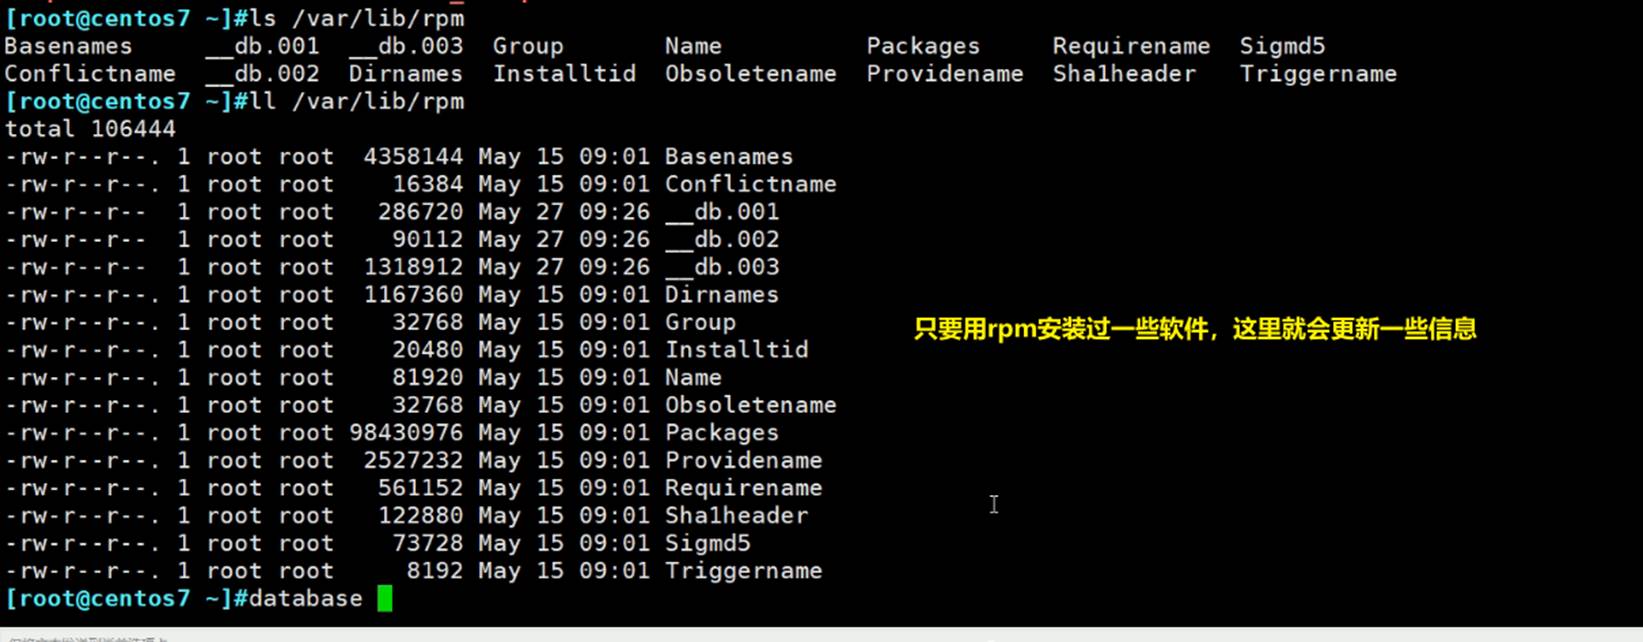 [root@centos7 ~]#ls /var/lib/rpm
Basenames     __db.001  __db.003  Group       Name           Packages     Requirename  Sigmd5
Conflictname  __db.002  Dirnames  Installtid  Obsoletename  Providename  Sha1header   Triggername
[root@centos7 ~]#ll /var/lib/rpm
total 106444
-rw-r--r--. 1 root root  4358144 May 15 09:01 Basenames
-rw-r--r--. 1 root root    16384 May 15 09:01 Conflictname
-rw-r--r--  1 root root   286720 May 27 09:26 __db.001
-rw-r--r--  1 root root    90112 May 27 09:26 __db.002
-rw-r--r--  1 root root  1318912 May 27 09:26 __db.003
-rw-r--r--. 1 root root  1167360 May 15 09:01 Dirnames
-rw-r--r--. 1 root root    32768 May 15 09:01 Group
只要用rpm安装过一些软件，这里就会更新一些信息
-rw-r--r--. 1 root root    20480 May 15 09:01 Installtid
-rw-r--r--. 1 root root    81920 May 15 09:01 Name
-rw-r--r--. 1 root root    32768 May 15 09:01 Obsoletename
-rw-r--r--. 1 root root 98430976 May 15 09:01 Packages
-rw-r--r--. 1 root root  2527232 May 15 09:01 Providename
-rw-r--r--. 1 root root   561152 May 15 09:01 Requirename
-rw-r--r--. 1 root root   122880 May 15 09:01 Sha1header
-rw-r--r--. 1 root root    73728 May 15 09:01 Sigmd5
-rw-r--r--. 1 root root     8192 May 15 09:01 Triggername
[root@centos7 ~]#database